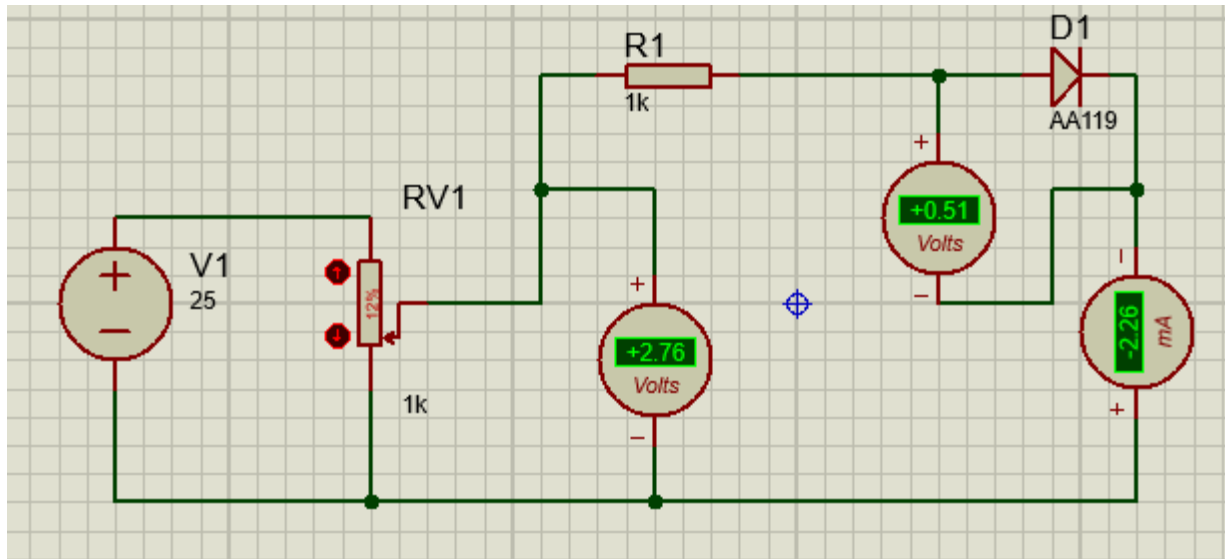 D1
R1
1k
AA119
+
+0.51
Volts
−
RV1
V1
25
12%
1k
+
+2.76
Volts
−
−
-2.26
mA
+